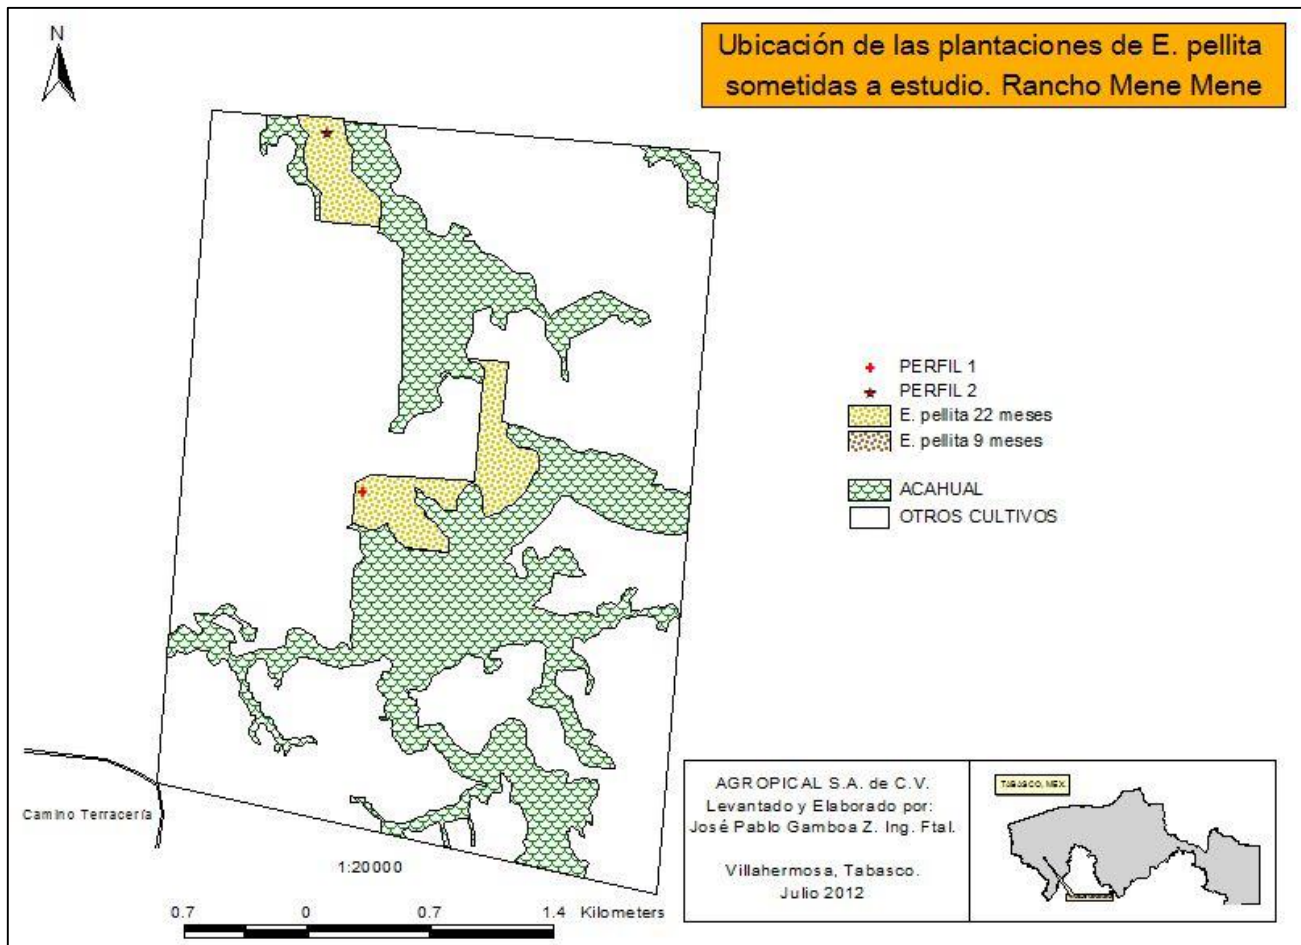 N
Ubicación de las plantaciones de E. pellita
sometidas a estudio. Rancho Mene Mene
PERFIL 1
PERFIL 2
E. pellita 22 meses
E. pellita 9 meses
ACAHUAL
OTROS CULTIVOS
Camino Terracería
1:20000
0.7 0 0.7 1.4 Kilometers
AGROPICAL S.A. de C.V.
Levantado y Elaborado por:
José Pablo Gamboa Z. Ing. Ftal.
Villahermosa, Tabasco.
Julio 2012
TABASCO, MEX.